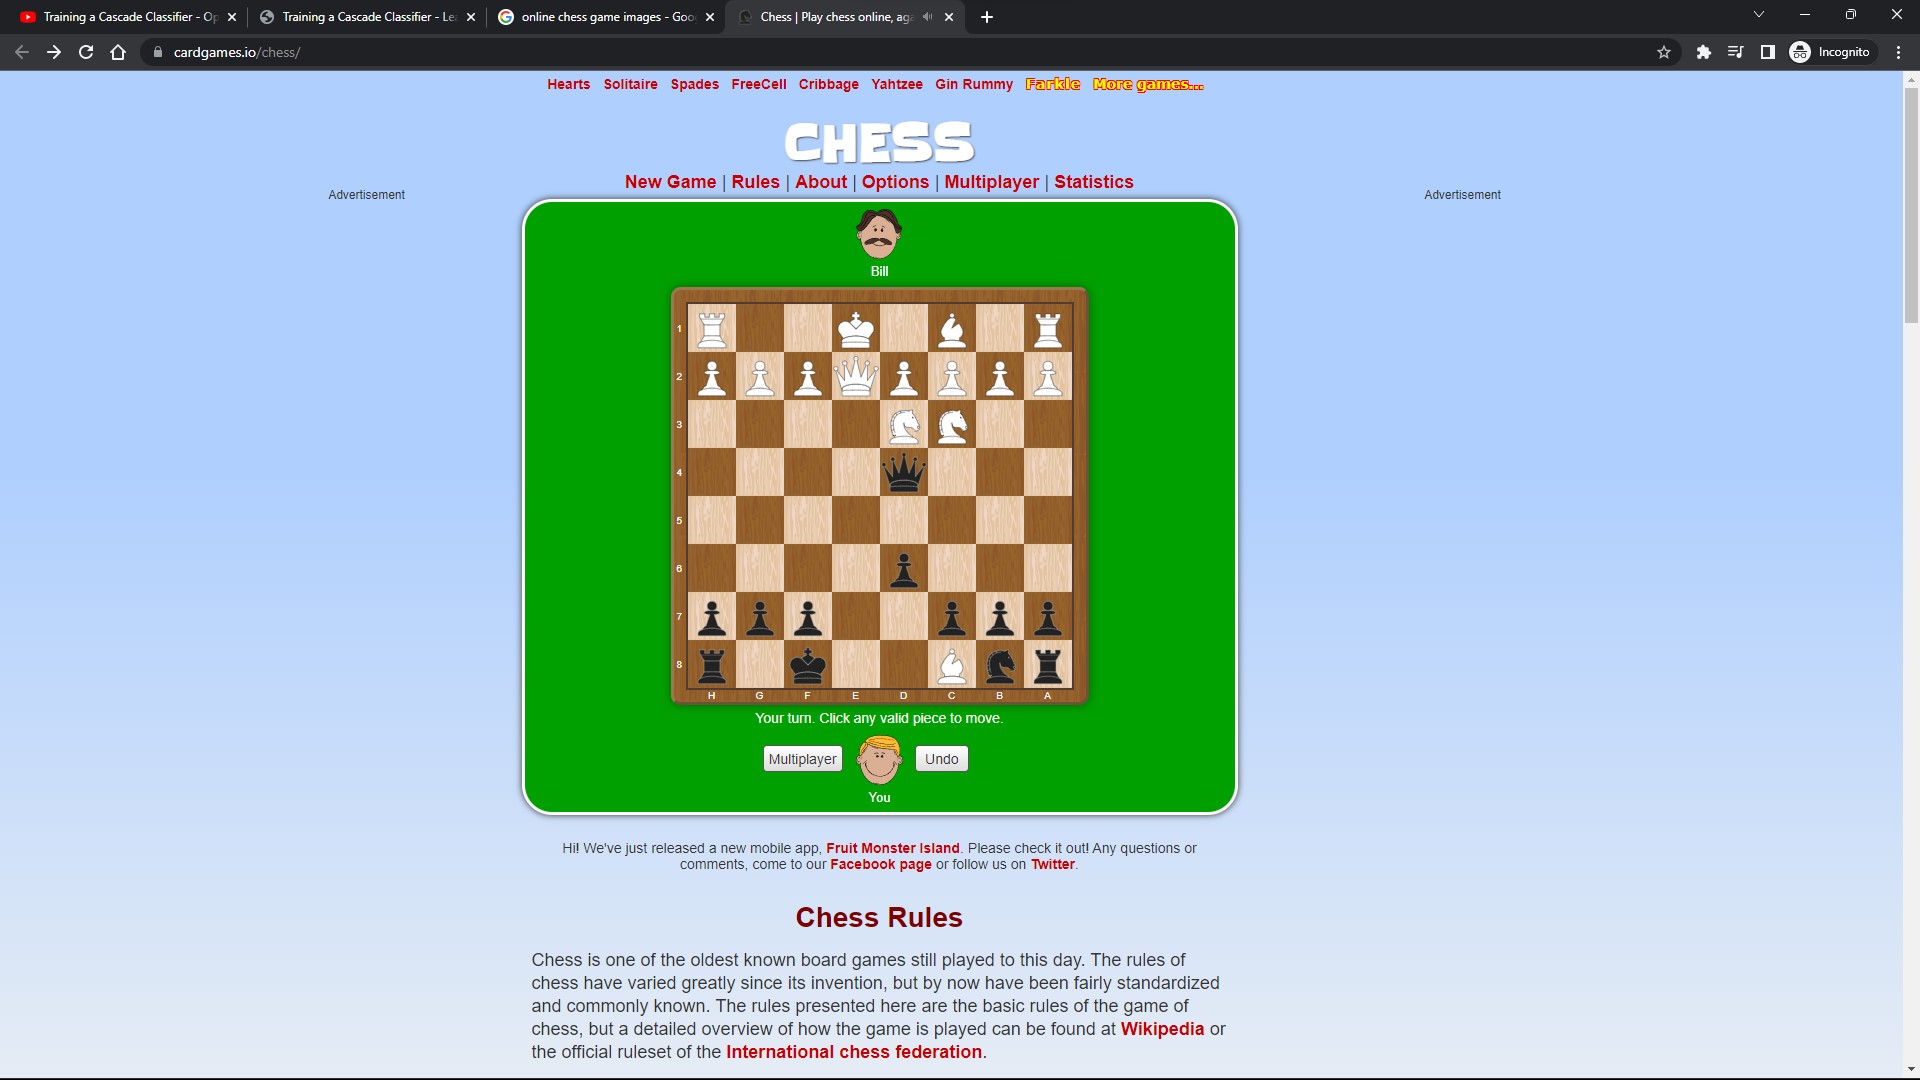 Training a Cascade Classifier - Op
Training a Cascade Classifier - Lea
online chess game images - Goo
Chess | Play chess online, aga
cardgames.io/chess/
Incognito
Hearts Solitaire Spades FreeCell Cribbage Yahtzee Gin Rummy Farkle More games...
CHESS
New Game | Rules | About | Options | Multiplayer | Statistics
Advertisement
Advertisement
Bill
1
2
3
4
5
6
7
8
H G F E D C B A
Your turn. Click any valid piece to move.
Multiplayer
Undo
You
Hi! We've just released a new mobile app, Fruit Monster Island. Please check it out! Any questions or
comments, come to our Facebook page or follow us on Twitter.
Chess Rules
Chess is one of the oldest known board games still played to this day. The rules of
chess have varied greatly since its invention, but by now have been fairly standardized
and commonly known. The rules presented here are the basic rules of the game of
chess, but a detailed overview of how the game is played can be found at Wikipedia or
the official ruleset of the International chess federation.